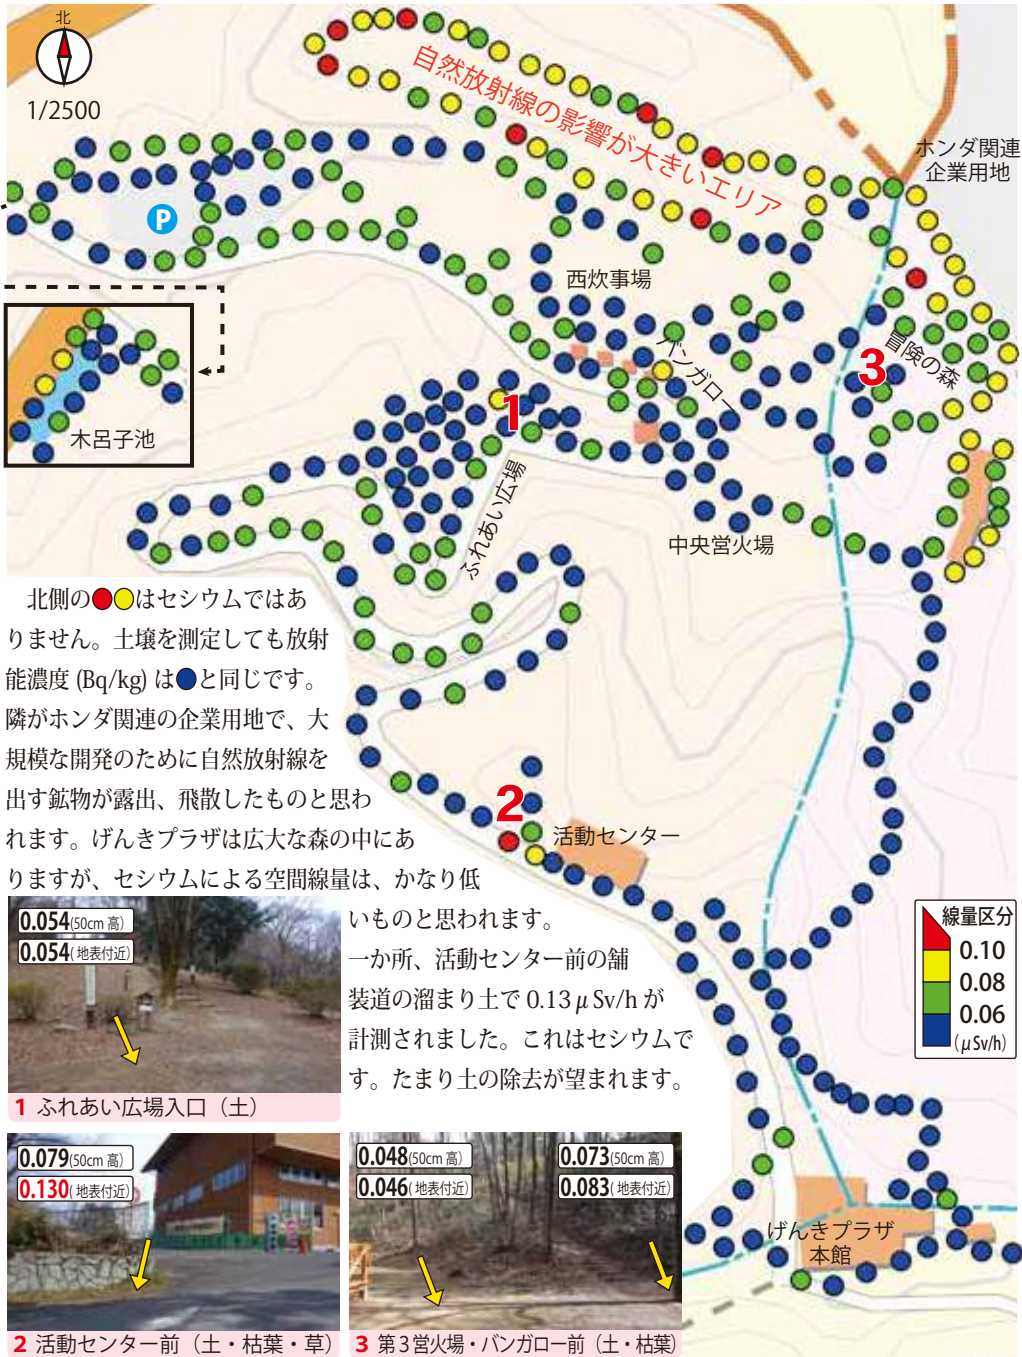 北
1/2500
自然放射線の影響が大きいエリア
ホンダ関連
企業用地
P
西炊事場
バンガロー
3
冒険の森
1
木呂子池
ふれあい広場
中央営火場
北側の●●はセシウムではあ
りません。土壌を測定しても放射
能濃度 (Bq/kg) は●と同じです。
隣がホンダ関連の企業用地で、大
規模な開発のために自然放射線を
出す鉱物が露出、飛散したものと思わ
れます。げんきプラザは広大な森の中にあ
りますが、セシウムによる空間線量は、かなり低
いものと思われます。
一か所、活動センター前の舗
装道の溜まり土で 0.13 μ Sv/h が
計測されました。これはセシウムで
す。たまり土の除去が望まれます。
2
活動センター
線量区分
0.10
0.08
0.06
(μSv/h)
0.054(50cm 高)
0.054(地表付近)
1 ふれあい広場入口（土）
0.079(50cm 高)
0.130(地表付近)
2 活動センター前（土・枯葉・草）
0.048(50cm 高)
0.046(地表付近)
0.073(50cm 高)
0.083(地表付近)
3 第3営火場・バンガロー前（土・枯葉）
げんきプラザ
本館